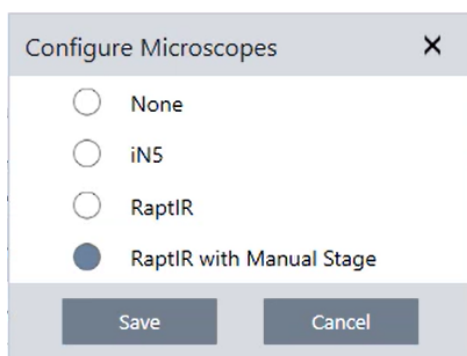 Configure Microscopes
None
iN5
RaptIR
RaptIR with Manual Stage
Save Cancel